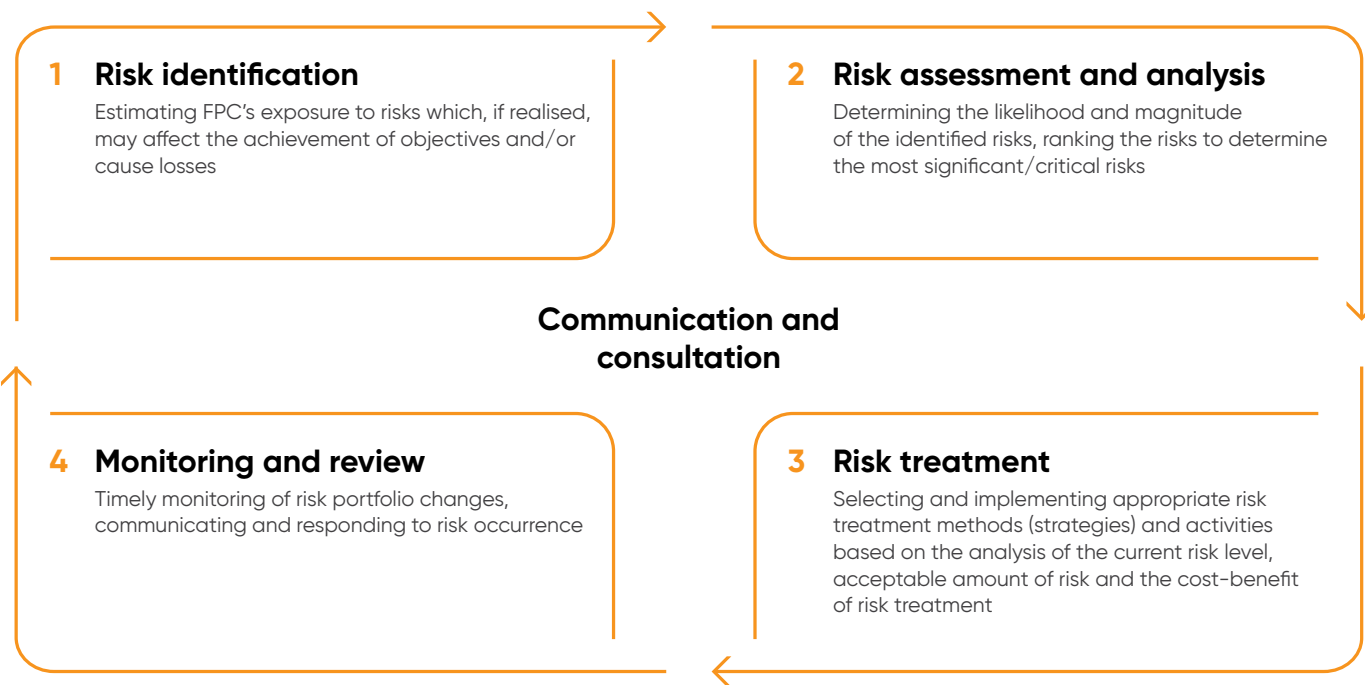 1 Risk identification
Estimating FPC's exposure to risks which, if realised,
may affect the achievement of objectives and/or
cause losses
2 Risk assessment and analysis
Determining the likelihood and magnitude
of the identified risks, ranking the risks to determine
the most significant/critical risks
Communication and
consultation
4 Monitoring and review
Timely monitoring of risk portfolio changes,
communicating and responding to risk occurrence
3 Risk treatment
Selecting and implementing appropriate risk
treatment methods (strategies) and activities
based on the analysis of the current risk level,
acceptable amount of risk and the cost-benefit
of risk treatment